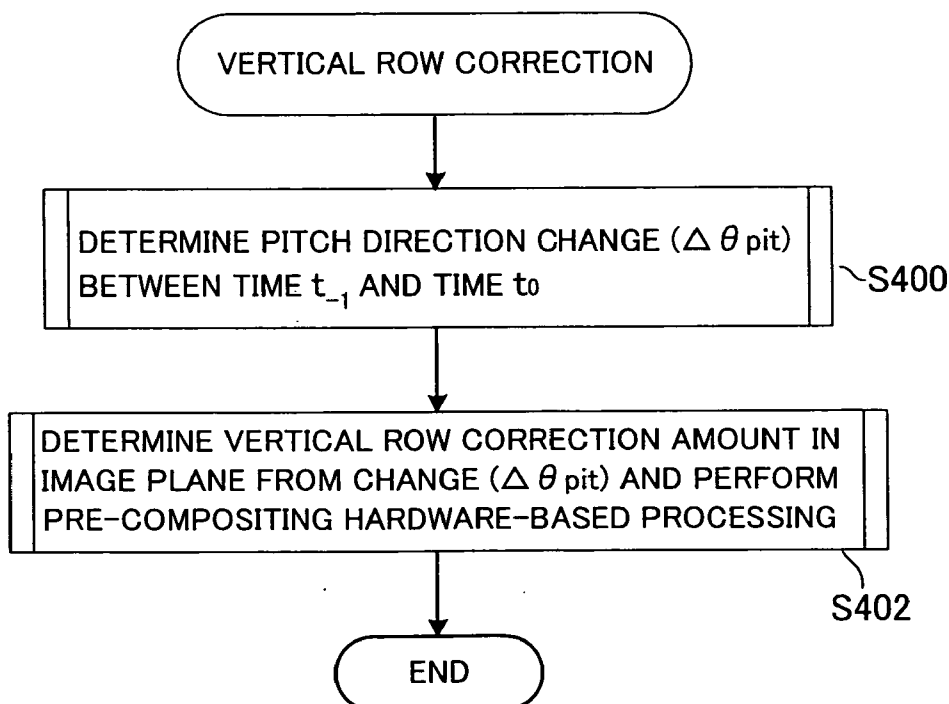 VERTICAL ROW CORRECTION
DETERMINE PITCH DIRECTION CHANGE (△ θ pit)
BETWEEN TIME t₋₁ AND TIME t₀
S400
DETERMINE VERTICAL ROW CORRECTION AMOUNT IN
IMAGE PLANE FROM CHANGE (△ θ pit) AND PERFORM
PRE-COMPOSITING HARDWARE-BASED PROCESSING
S402
END